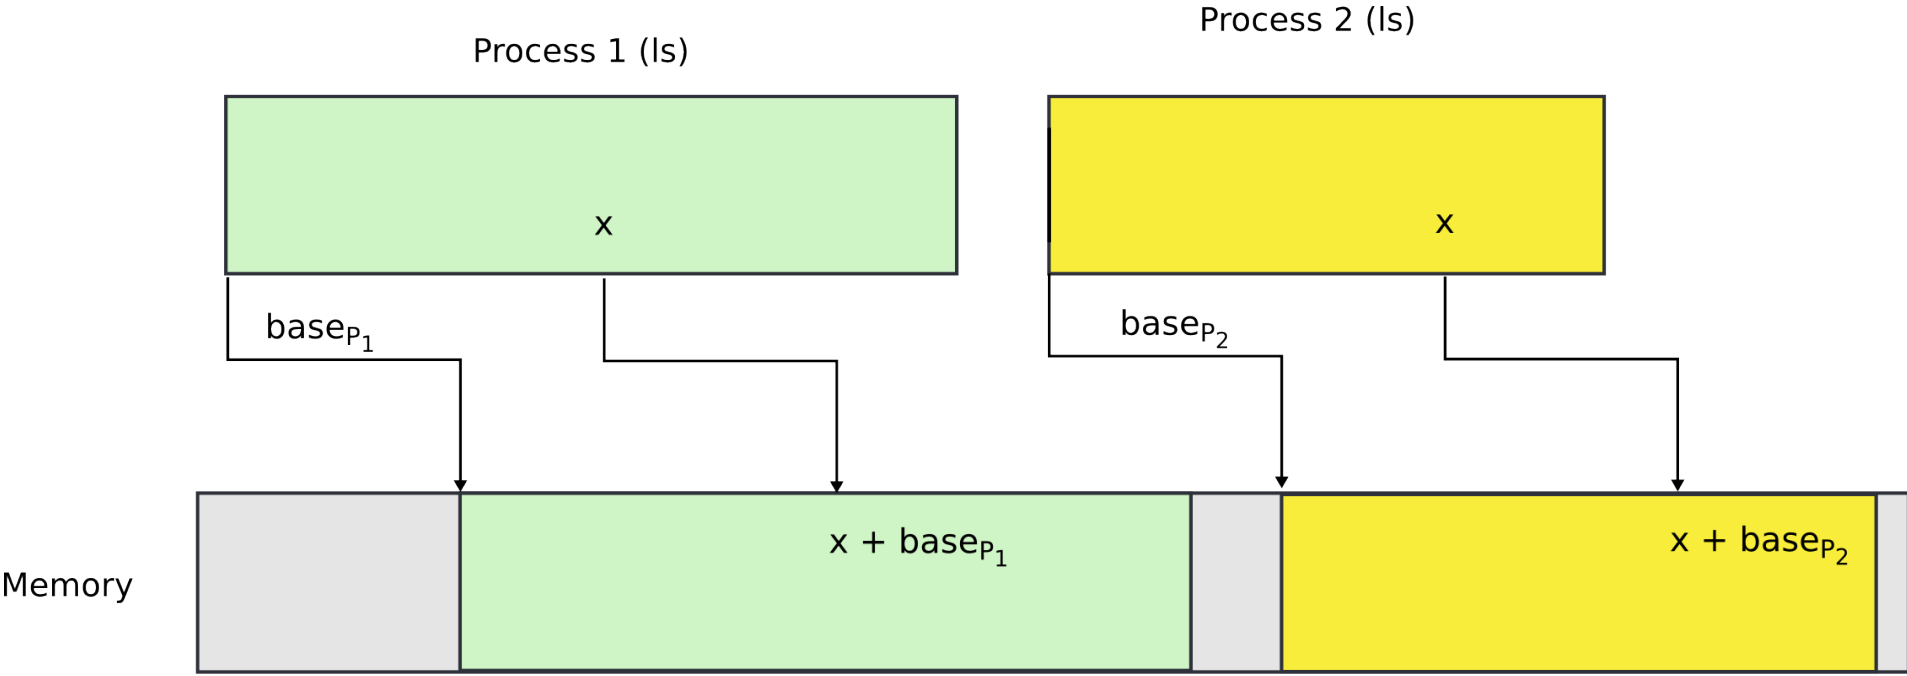 Process 1 (ls)
Process 2 (ls)
x
x
baseP1
baseP2
x + baseP1
x + baseP2
Memory